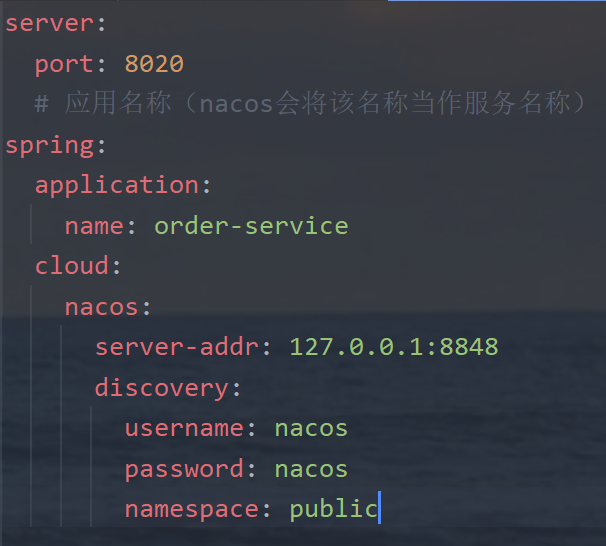 server:
  port: 8020
  # 应用名称（nacos会将该名称当作服务名称）
spring:
  application:
    name: order-service
  cloud:
    nacos:
      server-addr: 127.0.0.1:8848
      discovery:
        username: nacos
        password: nacos
        namespace: public